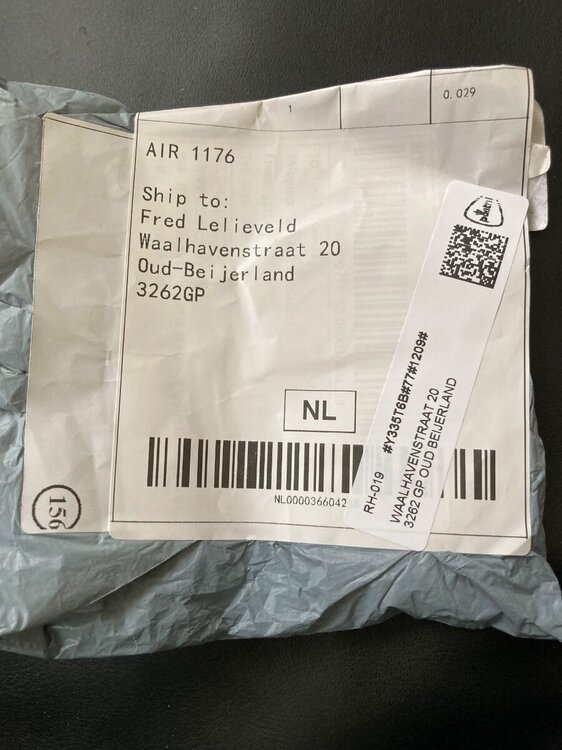 1
0.029
AIR 1176
Ship to:
Fred Lelieveld
Waalhavenstraat 20
Oud-Beijerland
3262GP
NL
NL0000366042
156
postnl
RH-019 #Y335T6B#77#1209#
WAALHAVENSTRAAT 20
3262 GP OUD BEIJERLAND